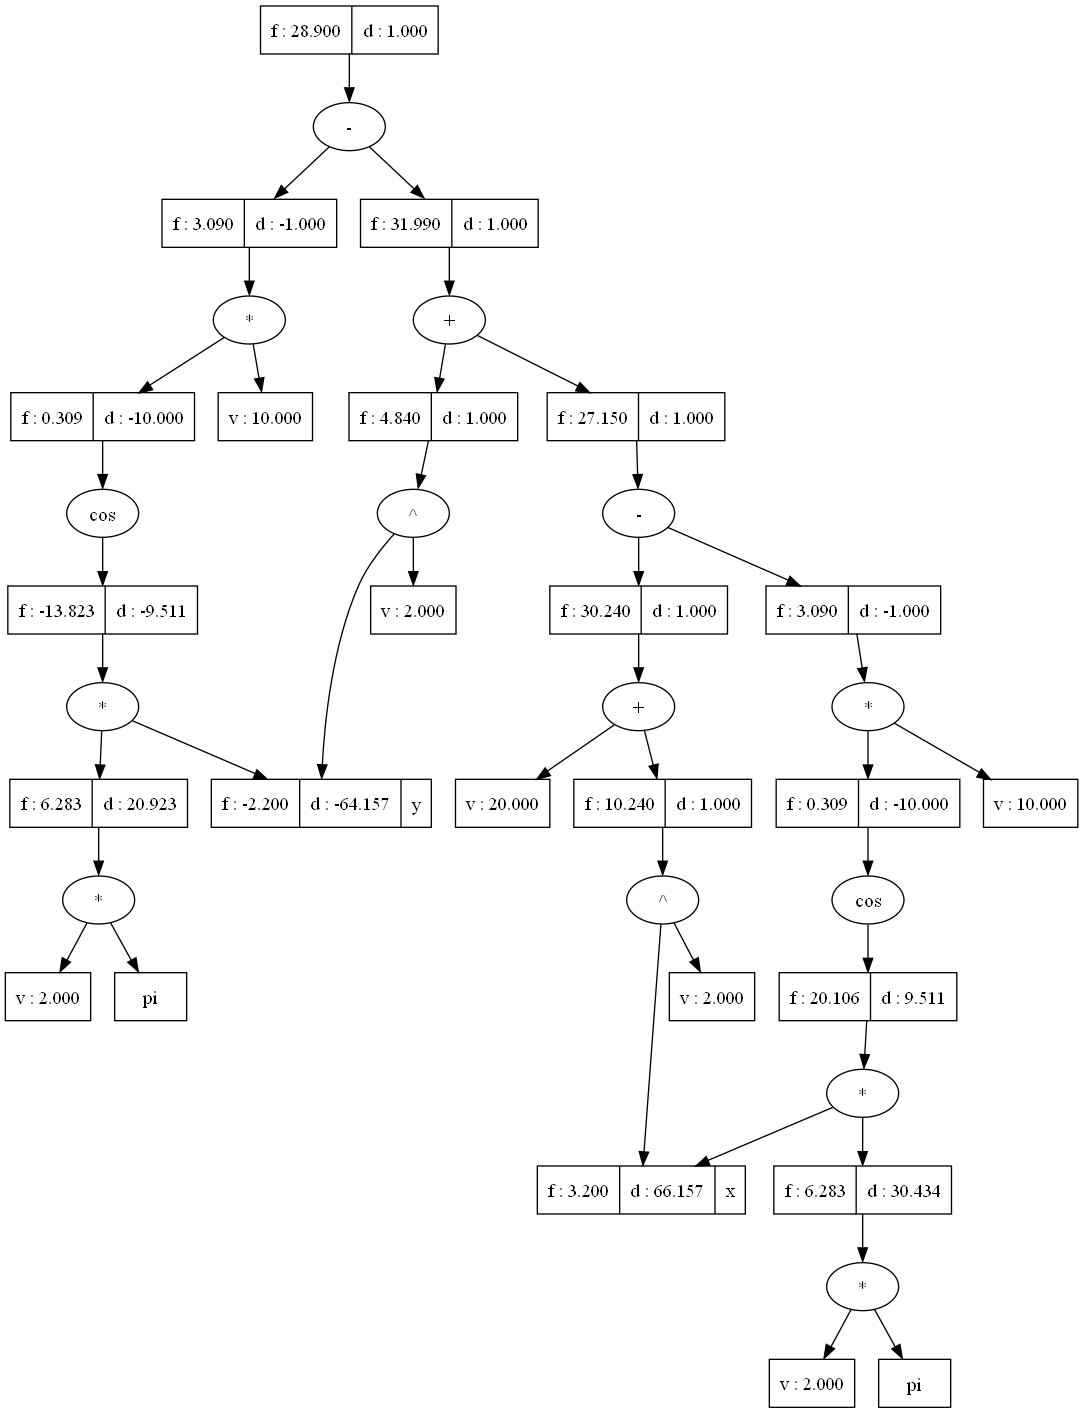 f : 28.900 d : 1.000
-
f : 3.090 d : -1.000 f : 31.990 d : 1.000
* +
f : 0.309 d : -10.000 v : 10.000 f : 4.840 d : 1.000 f : 27.150 d : 1.000
cos ^ -
f : -13.823 d : -9.511 v : 2.000 f : 30.240 d : 1.000 f : 3.090 d : -1.000
* + *
f : 6.283 d : 20.923 f : -2.200 d : -64.157 y v : 20.000 f : 10.240 d : 1.000 f : 0.309 d : -10.000 v : 10.000
* ^ cos
v : 2.000 pi v : 2.000 f : 20.106 d : 9.511
*
f : 3.200 d : 66.157 x f : 6.283 d : 30.434
*
v : 2.000 pi